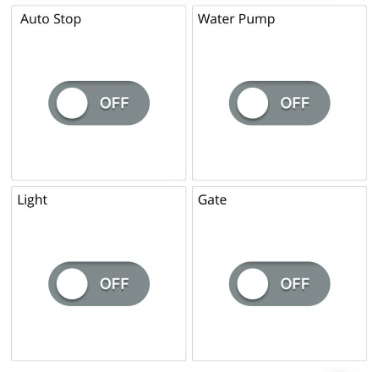 Auto Stop
OFF
Water Pump
OFF
Light
OFF
Gate
OFF